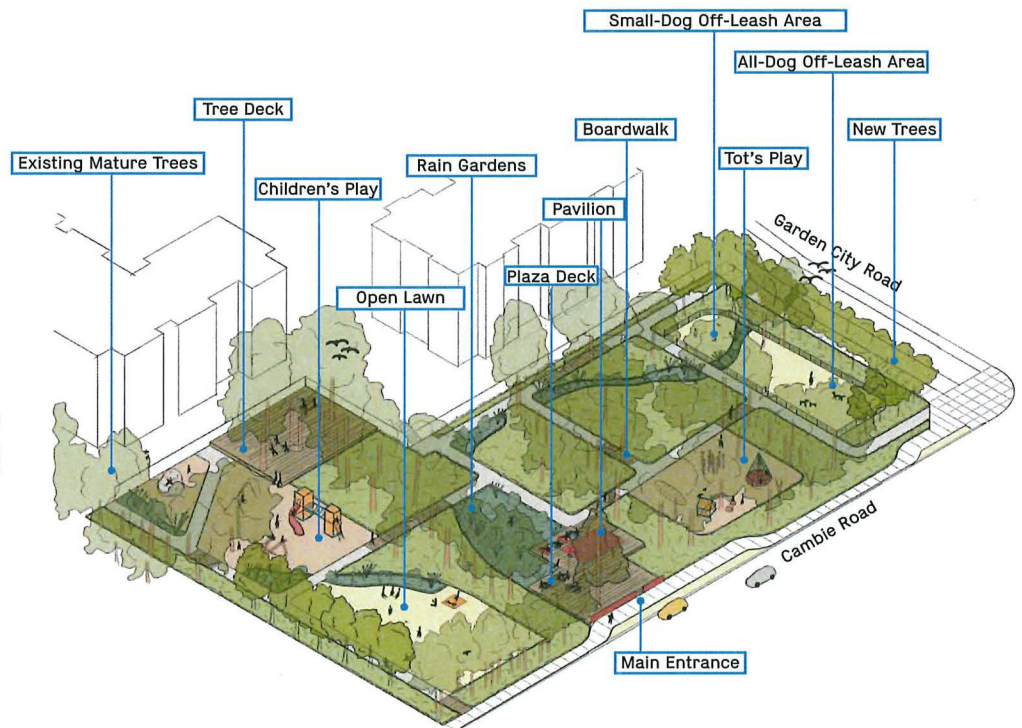 Small-Dog Off-Leash Area
All-Dog Off-Leash Area
Tree Deck
Boardwalk
New Trees
Existing Mature Trees
Rain Gardens
Tot's Play
Children's Play
Pavilion
Garden City Road
Plaza Deck
Open Lawn
Cambie Road
Main Entrance